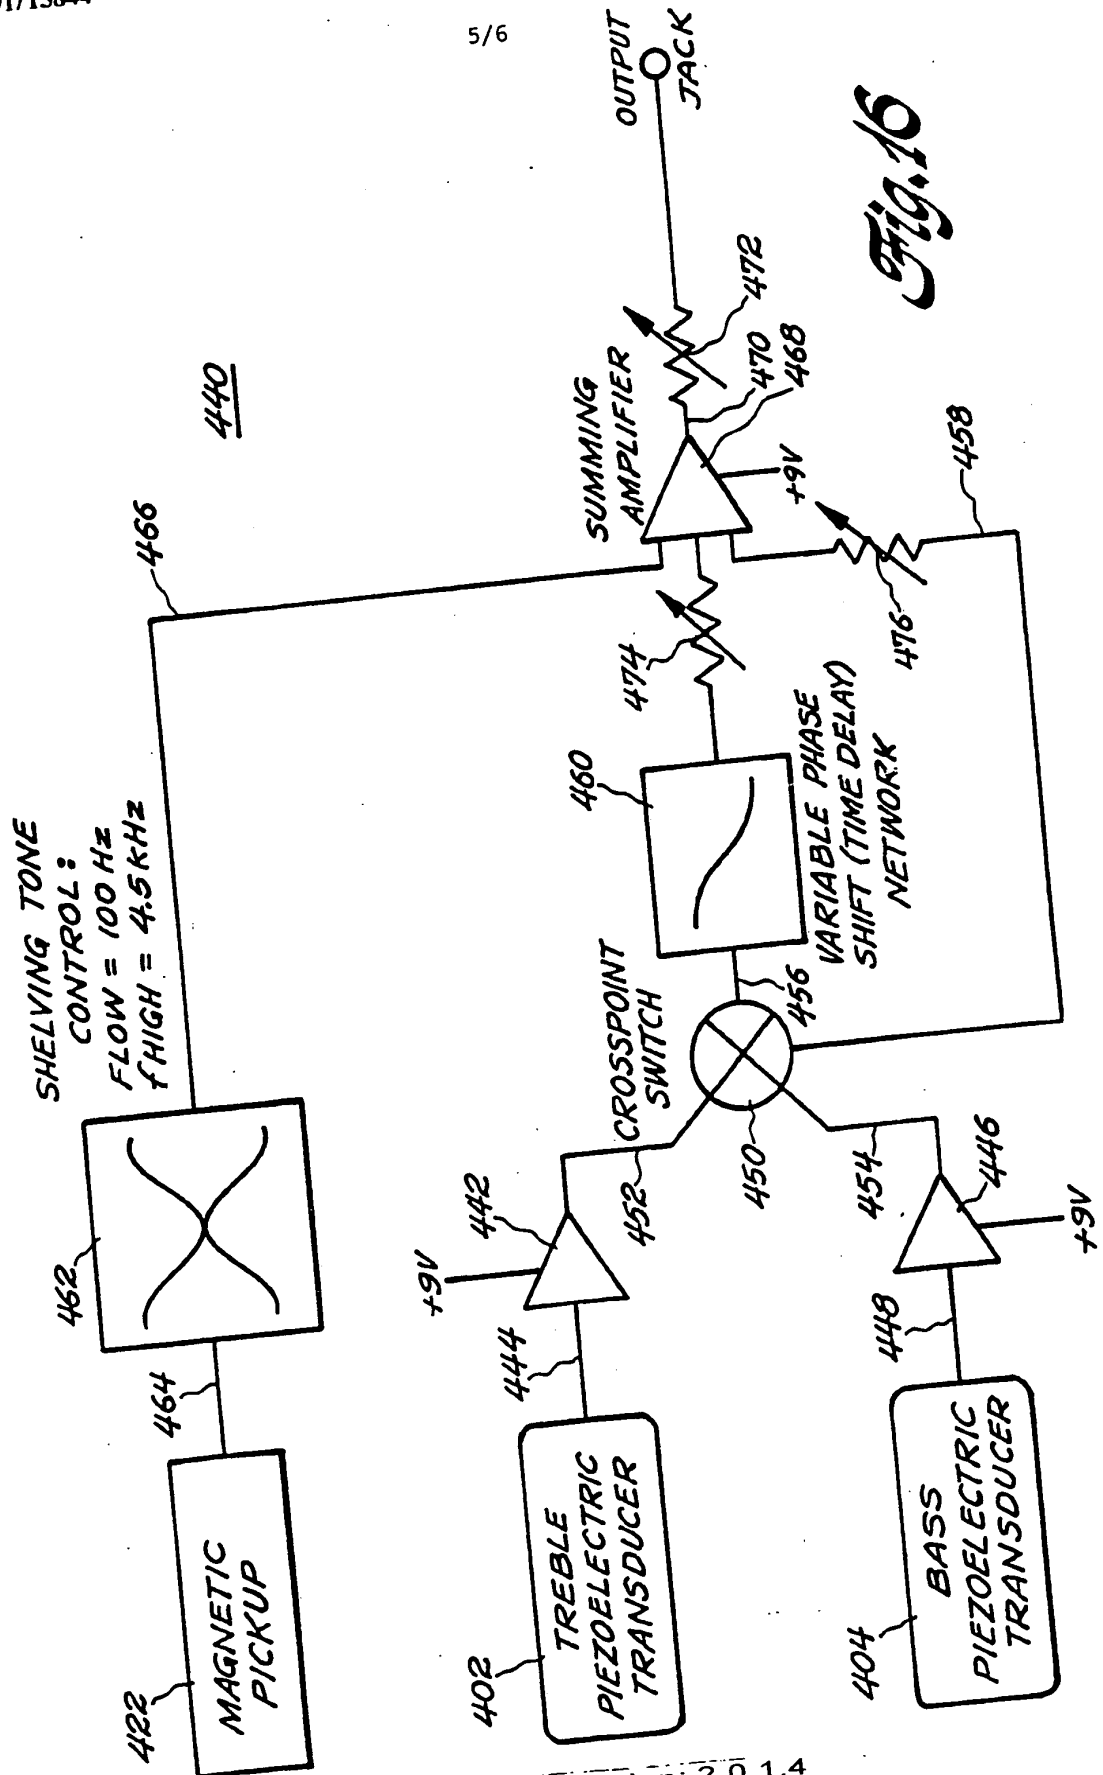 5/6
440
SHELVING TONE
CONTROL:
FLOW = 100 Hz
fHIGH = 4.5 kHz
462
464
466
422
MAGNETIC
PICKUP
402
TREBLE
PIEZOELECTRIC
TRANSDUCER
444
+9V
442
452
CROSSPOINT
SWITCH
450
404
BASS
PIEZOELECTRIC
TRANSDUCER
448
446
+9V
454
456
460
VARIABLE PHASE
SHIFT (TIME DELAY)
NETWORK
474
476
458
SUMMING
AMPLIFIER
+9V
468
470
472
OUTPUT
JACK
Fig. 16